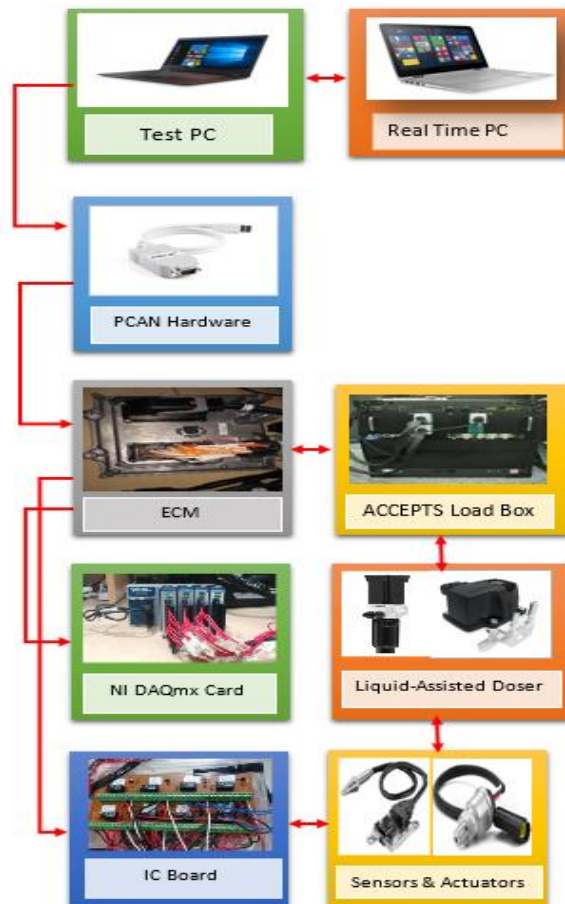 Test PC
Real Time PC
PCAN Hardware
ECM
ACCEPTS Load Box
NI DAQmx Card
Liquid-Assisted Doser
IC Board
Sensors & Actuators